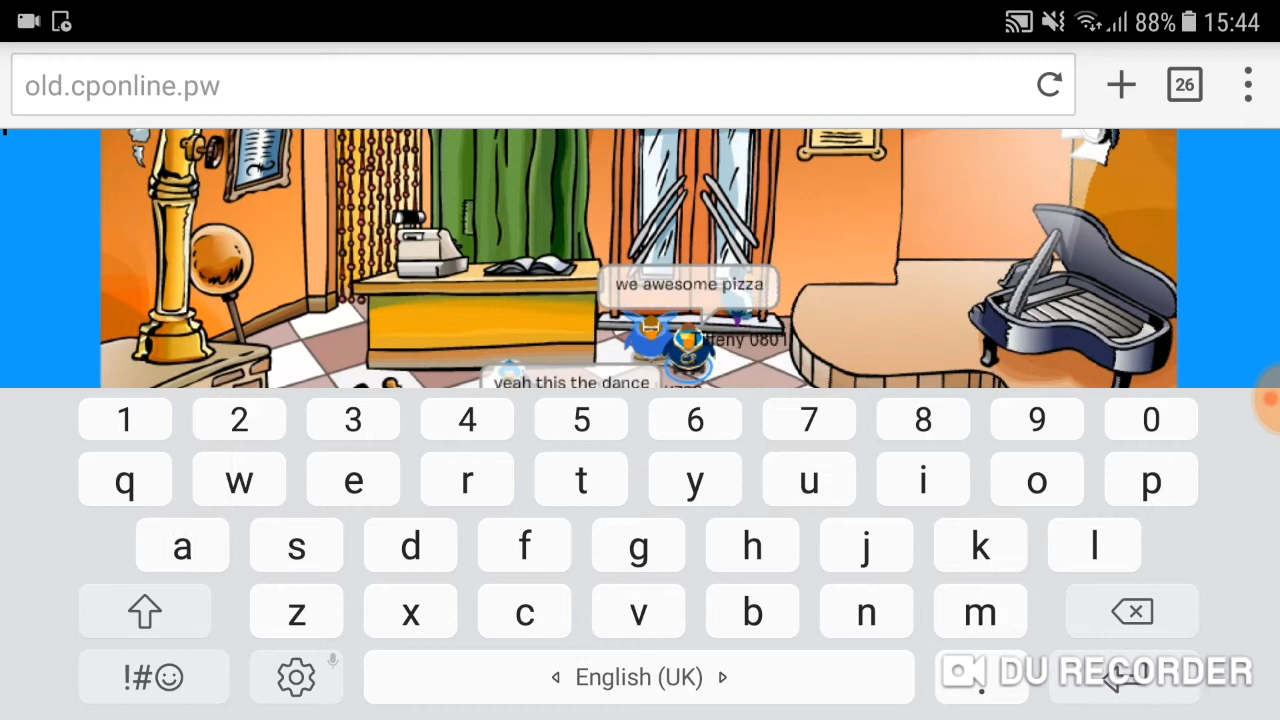 88% 15:44
old.cponline.pw
26
we awesome pizza
yeah this the dance
1 2 3 4 5 6 7 8 9 0
q w e r t y u i o p
a s d f g h j k l
z x c v b n m
!#☺ English (UK) .
DU RECORDER